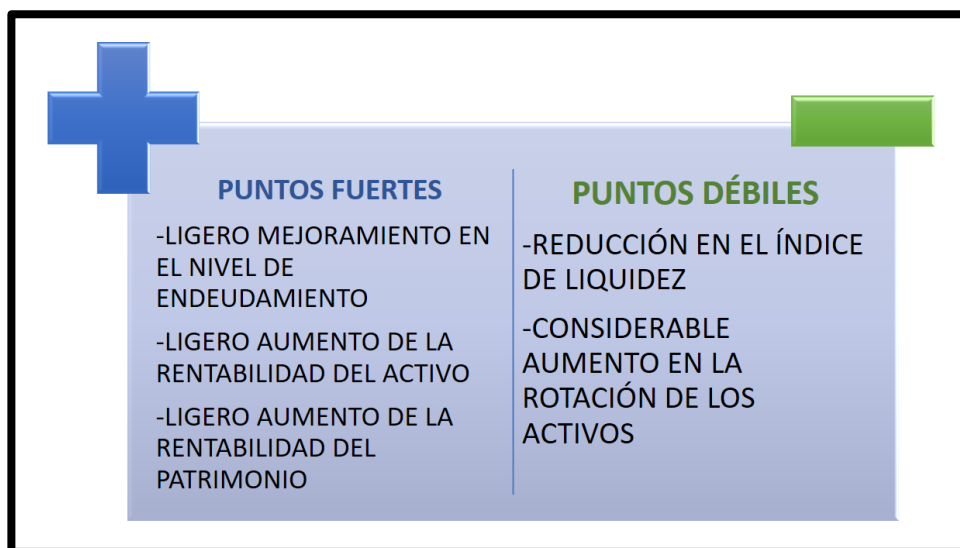 PUNTOS FUERTES
-LIGERO MEJORAMIENTO EN
EL NIVEL DE
ENDEUDAMIENTO
-LIGERO AUMENTO DE LA
RENTABILIDAD DEL ACTIVO
-LIGERO AUMENTO DE LA
RENTABILIDAD DEL
PATRIMONIO
PUNTOS DÉBILES
-REDUCCIÓN EN EL ÍNDICE
DE LIQUIDEZ
-CONSIDERABLE
AUMENTO EN LA
ROTACIÓN DE LOS
ACTIVOS